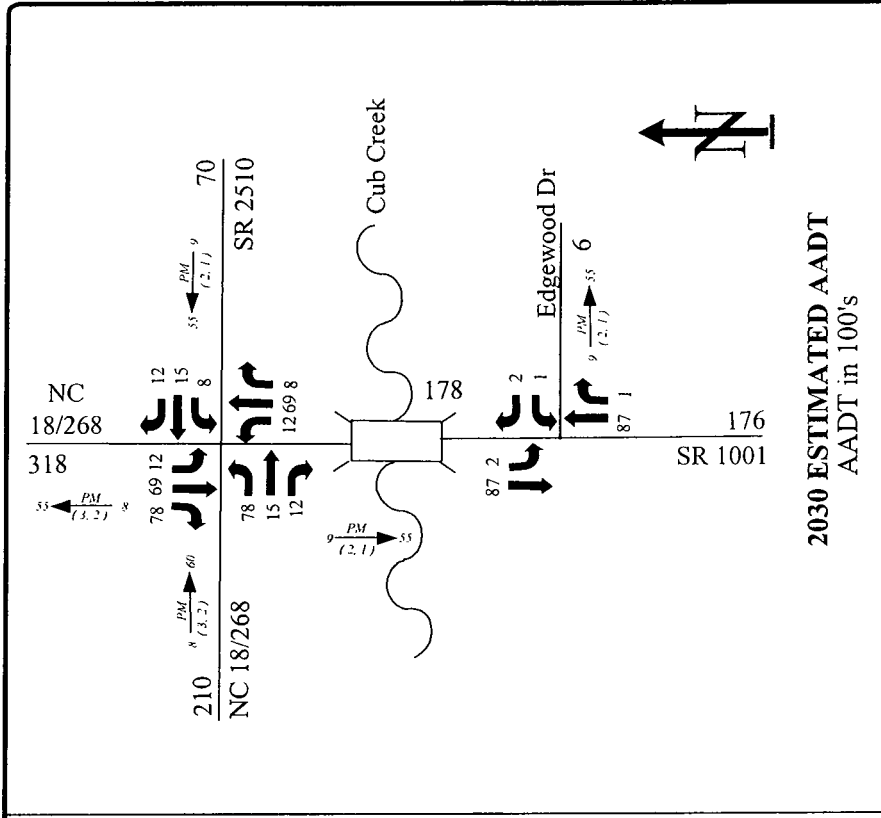 NC
18/268
318
70
SR 2510
55 PM 9
(2,1)
12
15
8
78 69 12
55 PM 8
(3,2)
8 PM 60
(3,2)
210
NC 18/268
78
15
12
12 69 8
Cub Creek
178
9 PM 55
(2,1)
Edgewood Dr
6
9 PM 55
(2,1)
2
1
87 2
87 1
176
SR 1001
N
2030 ESTIMATED AADT
AADT in 100's